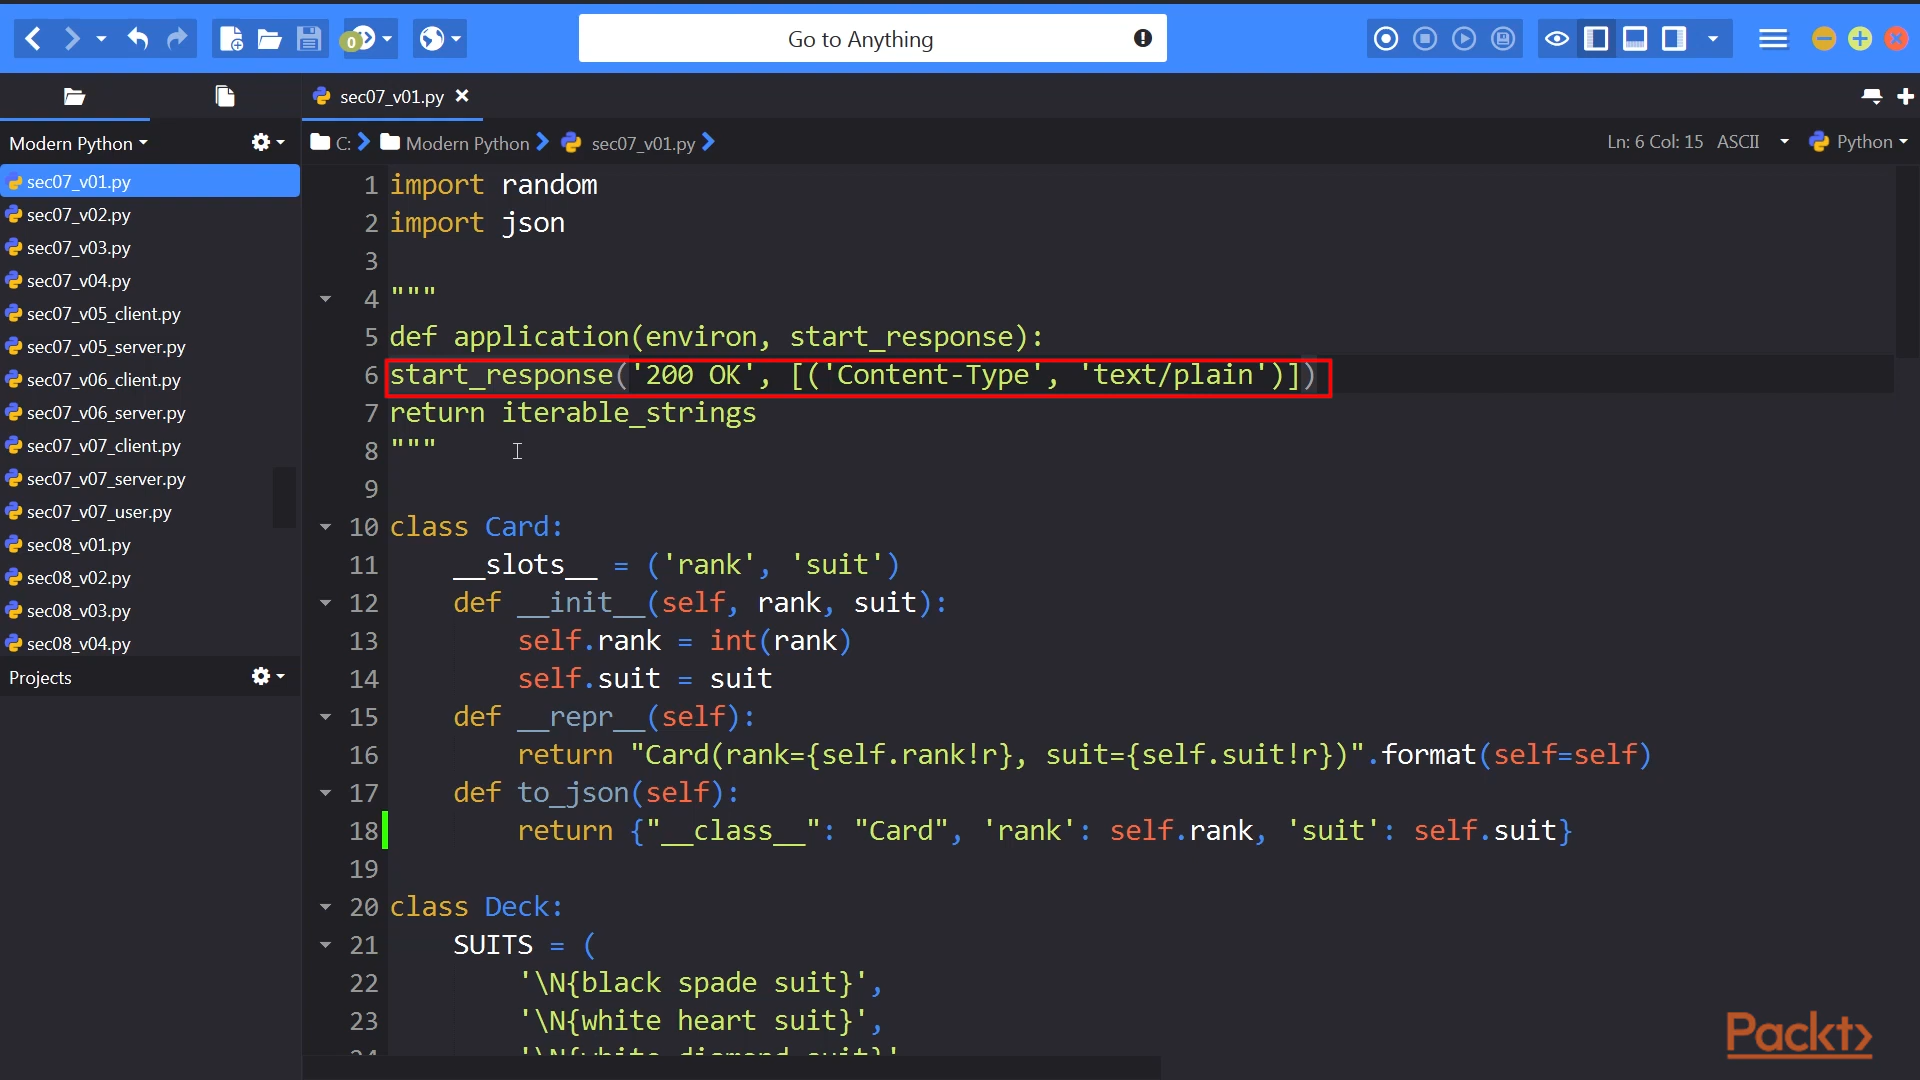 0
Go to Anything
sec07_v01.py
Modern Python
C: Modern Python sec07_v01.py
Ln: 6 Col: 15 ASCII Python
sec07_v01.py
sec07_v02.py
sec07_v03.py
sec07_v04.py
sec07_v05_client.py
sec07_v05_server.py
sec07_v06_client.py
sec07_v06_server.py
sec07_v07_client.py
sec07_v07_server.py
sec07_v07_user.py
sec08_v01.py
sec08_v02.py
sec08_v03.py
sec08_v04.py
Projects
1 import random
2 import json
3
4 """
5 def application(environ, start_response):
6 start_response('200 OK', [('Content-Type', 'text/plain')])
7 return iterable_strings
8 """
9
10 class Card:
11 __slots__ = ('rank', 'suit')
12 def __init__(self, rank, suit):
13 self.rank = int(rank)
14 self.suit = suit
15 def __repr__(self):
16 return "Card(rank={self.rank!r}, suit={self.suit!r})".format(self=self)
17 def to_json(self):
18 return {"__class__": "Card", 'rank': self.rank, 'suit': self.suit}
19
20 class Deck:
21 SUITS = (
22 '\N{black spade suit}',
23 '\N{white heart suit}',
24 '\N{white diamond suit}'
Packt>